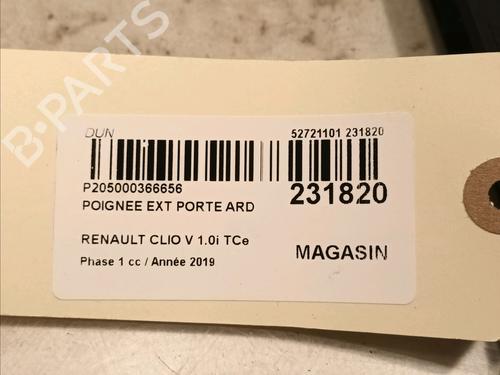 B-PARTS
DUN
52721101 231820
P205000366656
231820
POIGNEE EXT PORTE ARD
RENAULT CLIO V 1.0i TCe
MAGASIN
Phase 1 cc / Année 2019